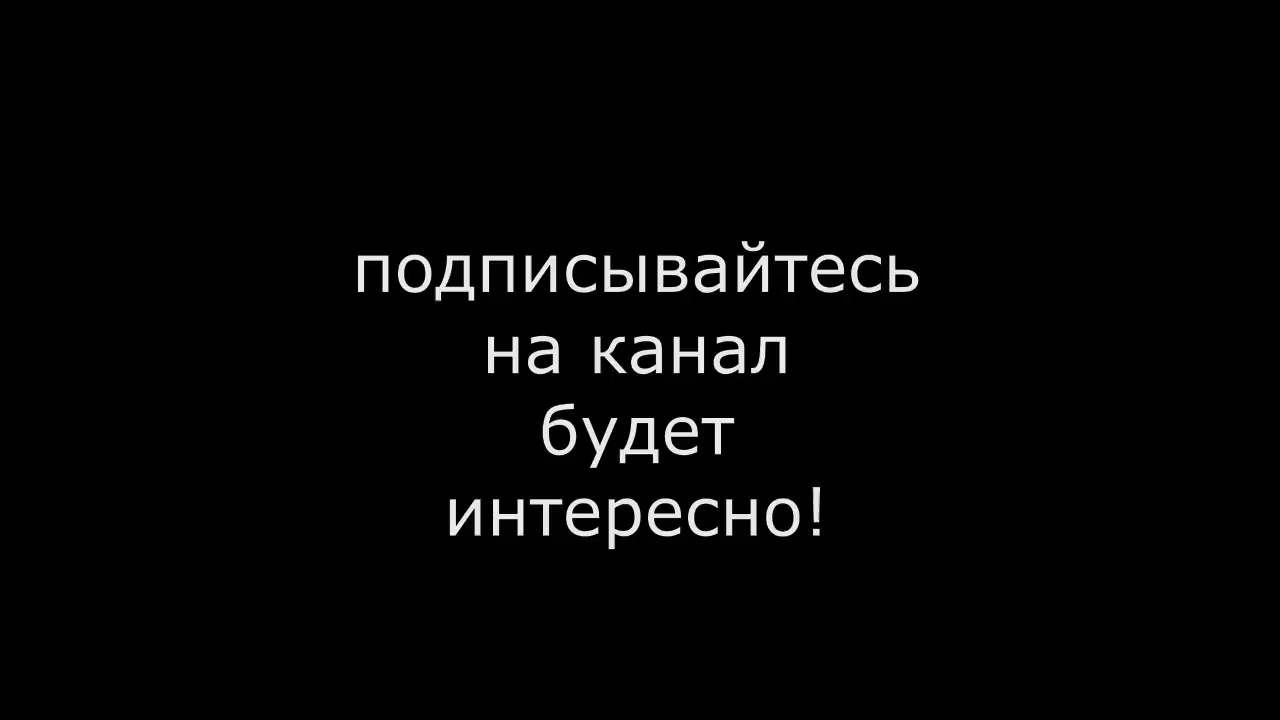 подписывайтесь
на канал
будет
интересно!